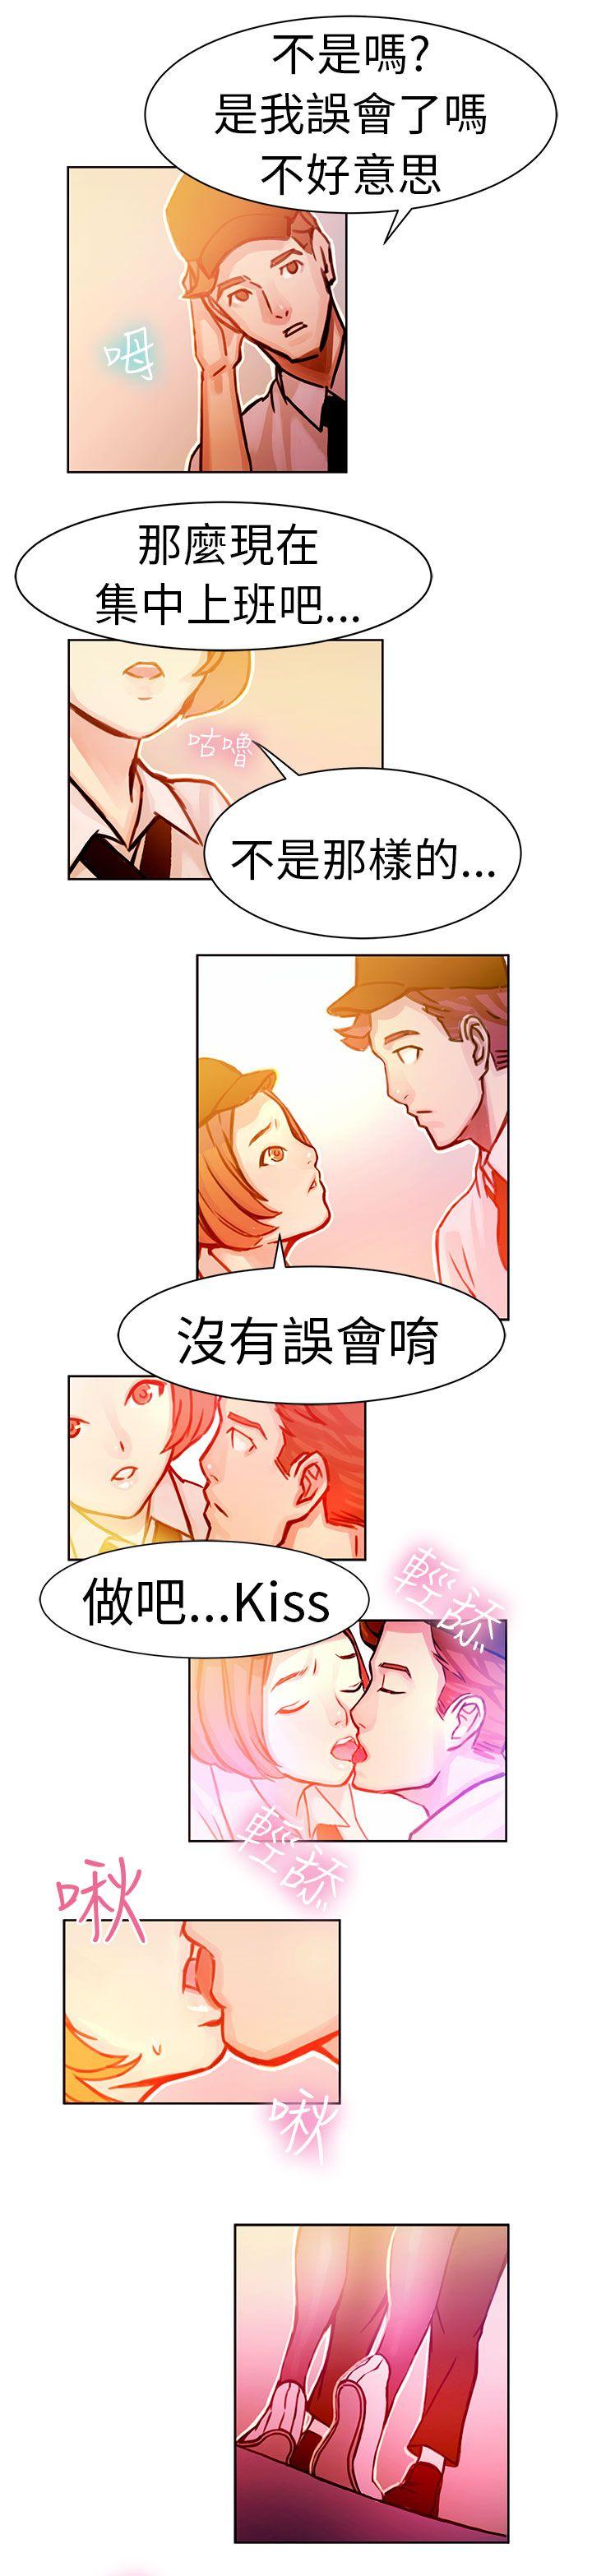 不是嗎?
是我誤會了嗎
不好意思
呣
那麼現在
集中上班吧...
咕嚕
不是那樣的...
沒有誤會唷
做吧...Kiss
輕舔
輕舔
啾
啾